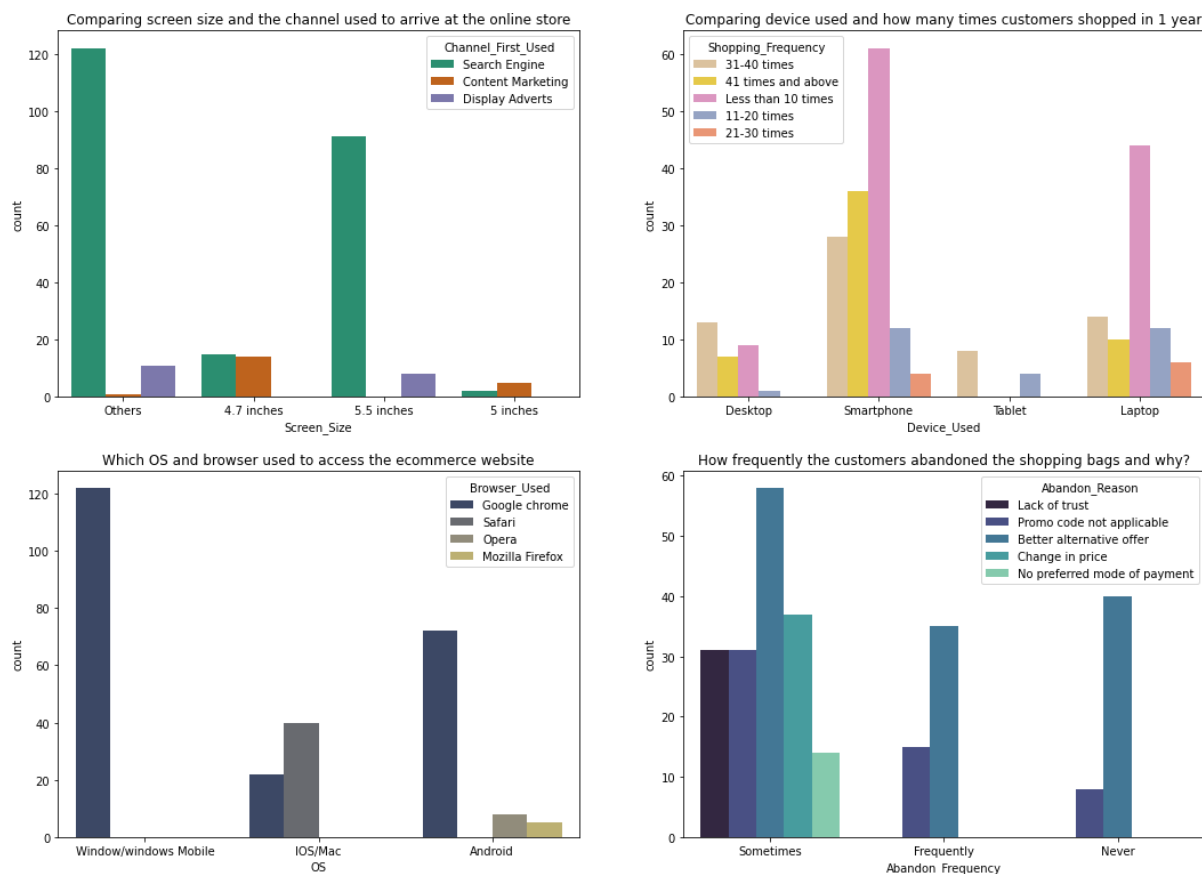 Comparing screen size and the channel used to arrive at the online store
120
100
80
60
40
20
0
count
Channel_First_Used
Search Engine
Content Marketing
Display Adverts
Others 4.7 inches 5.5 inches 5 inches
Screen_Size
Comparing device used and how many times customers shopped in 1 year
60
50
40
30
20
10
0
count
Shopping_Frequency
31-40 times
41 times and above
Less than 10 times
11-20 times
21-30 times
Desktop Smartphone Tablet Laptop
Device_Used
Which OS and browser used to access the ecommerce website
120
100
80
60
40
20
0
count
Browser_Used
Google chrome
Safari
Opera
Mozilla Firefox
Window/windows Mobile IOS/Mac Android
OS
How frequently the customers abandoned the shopping bags and why?
60
50
40
30
20
10
0
count
Abandon_Reason
Lack of trust
Promo code not applicable
Better alternative offer
Change in price
No preferred mode of payment
Sometimes Frequently Never
Abandon_Frequency